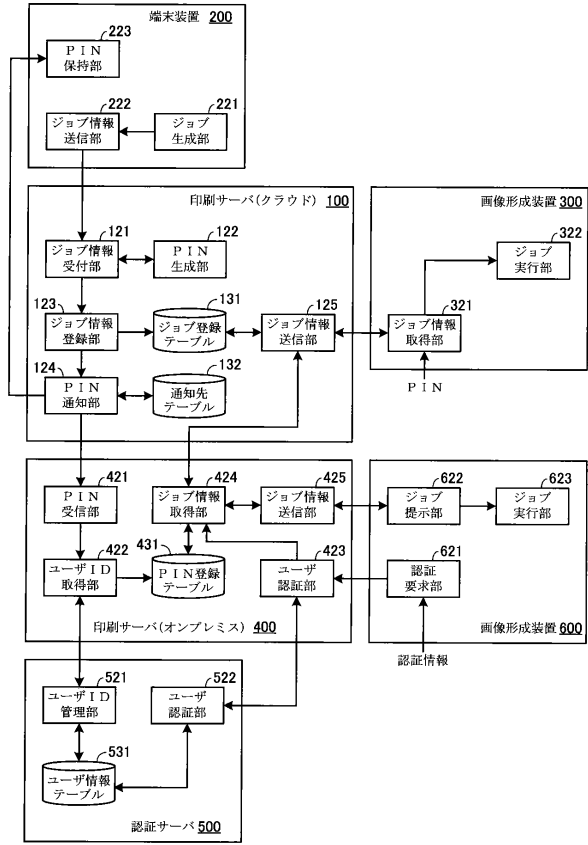 端末装置 200
223
ＰＩＮ
保持部
222
ジョブ情報
送信部
221
ジョブ
生成部
印刷サーバ(クラウド) 100
121
ジョブ情報
受付部
122
ＰＩＮ
生成部
123
ジョブ情報
登録部
131
ジョブ登録
テーブル
125
ジョブ情報
送信部
124
ＰＩＮ
通知部
132
通知先
テーブル
画像形成装置 300
322
ジョブ
実行部
321
ジョブ情報
取得部
ＰＩＮ
421
ＰＩＮ
受信部
424
ジョブ情報
取得部
425
ジョブ情報
送信部
422
ユーザＩＤ
取得部
431
ＰＩＮ登録
テーブル
423
ユーザ
認証部
印刷サーバ(オンプレミス) 400
622
ジョブ
提示部
623
ジョブ
実行部
621
認証
要求部
画像形成装置 600
認証情報
521
ユーザＩＤ
管理部
522
ユーザ
認証部
531
ユーザ情報
テーブル
認証サーバ 500